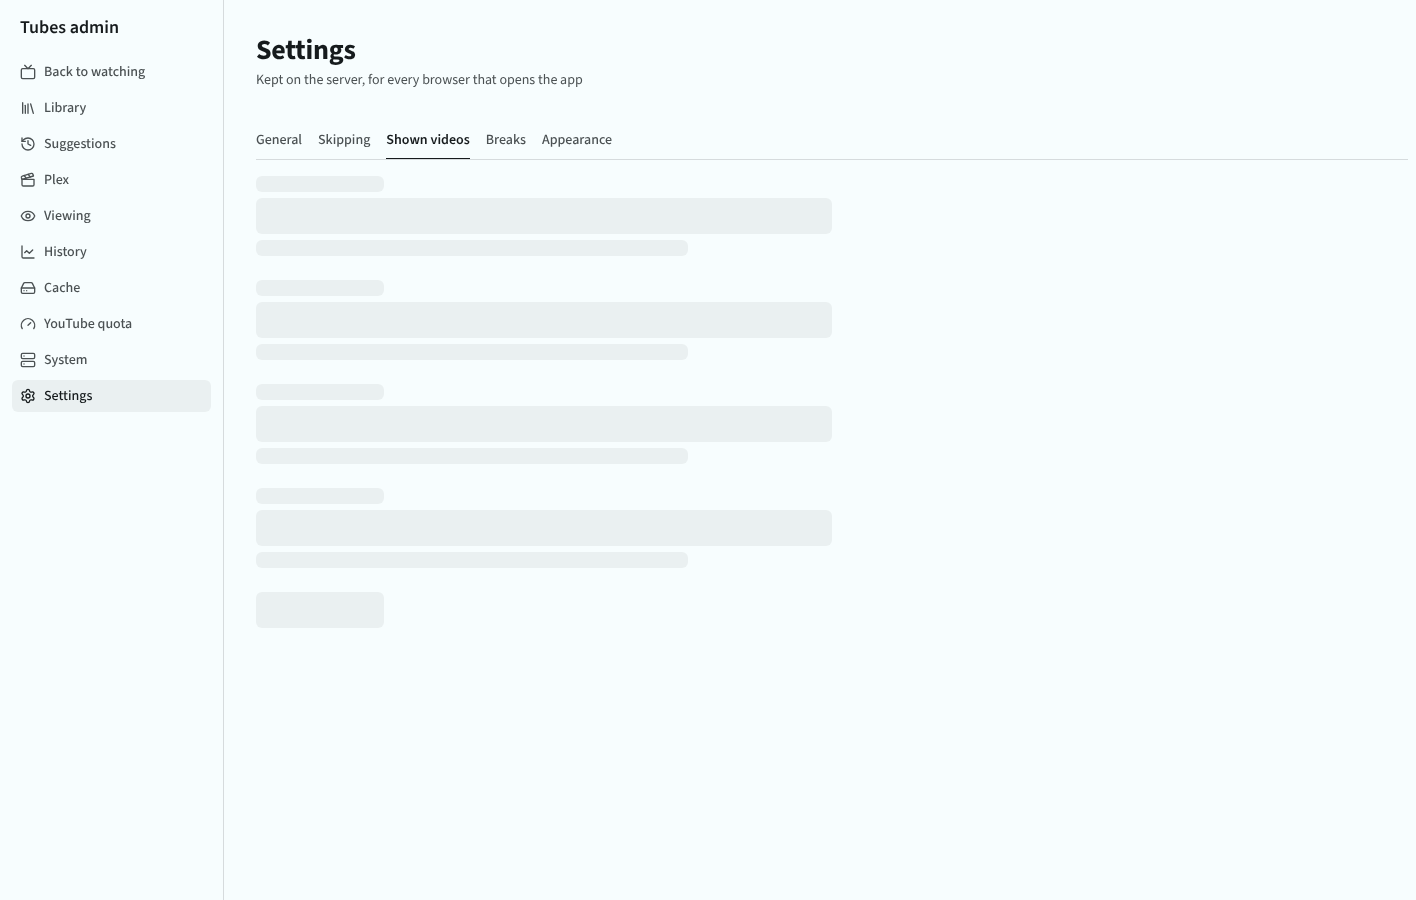 Tubes admin
Back to watching
Library
Suggestions
Plex
Viewing
History
Cache
YouTube quota
System
Settings
Settings
Kept on the server, for every browser that opens the app
General Skipping Shown videos Breaks Appearance